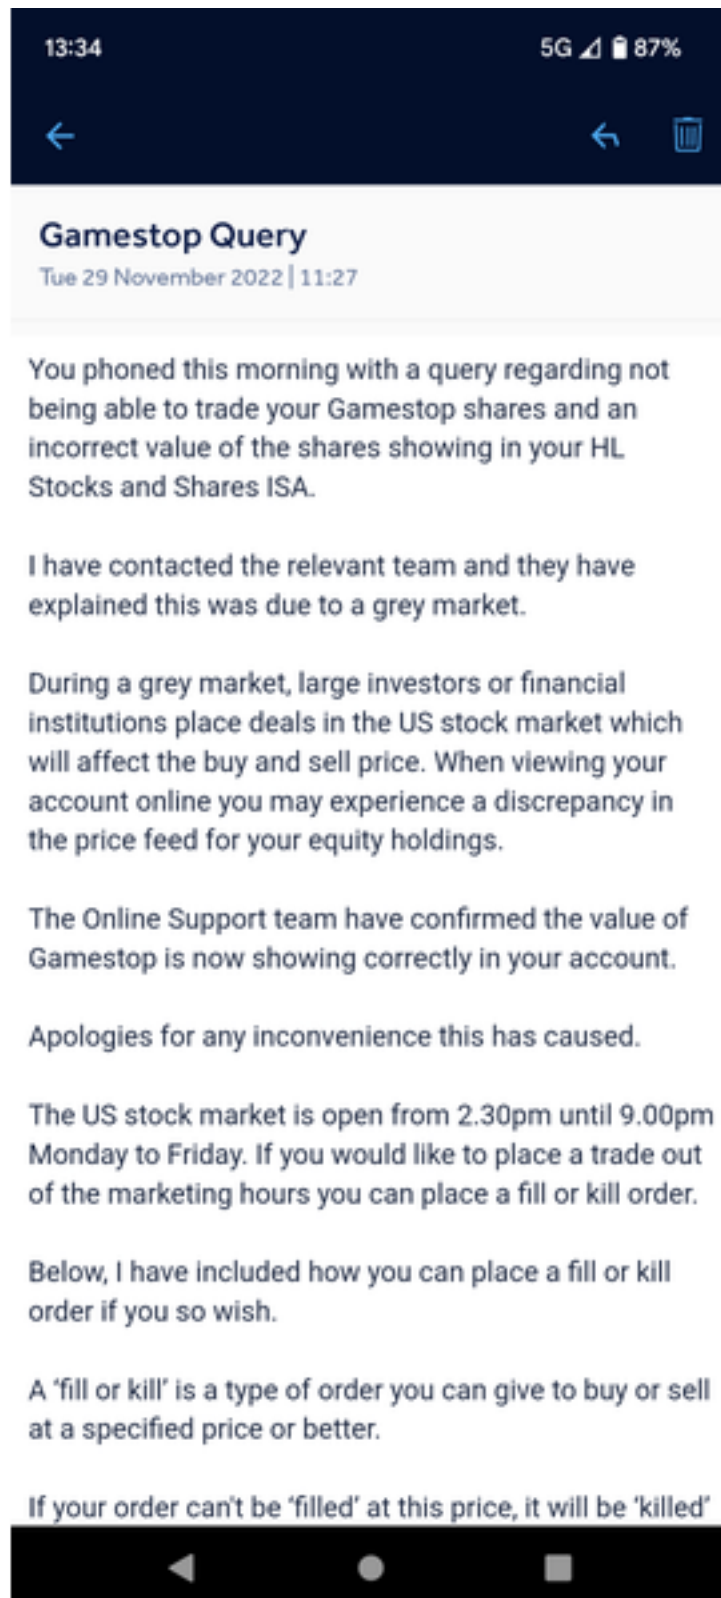 13:34
5G 87%
Gamestop Query
Tue 29 November 2022 | 11:27
You phoned this morning with a query regarding not
being able to trade your Gamestop shares and an
incorrect value of the shares showing in your HL
Stocks and Shares ISA.
I have contacted the relevant team and they have
explained this was due to a grey market.
During a grey market, large investors or financial
institutions place deals in the US stock market which
will affect the buy and sell price. When viewing your
account online you may experience a discrepancy in
the price feed for your equity holdings.
The Online Support team have confirmed the value of
Gamestop is now showing correctly in your account.
Apologies for any inconvenience this has caused.
The US stock market is open from 2.30pm until 9.00pm
Monday to Friday. If you would like to place a trade out
of the marketing hours you can place a fill or kill order.
Below, I have included how you can place a fill or kill
order if you so wish.
A ‘fill or kill’ is a type of order you can give to buy or sell
at a specified price or better.
If your order can't be ‘filled’ at this price, it will be ‘killed’